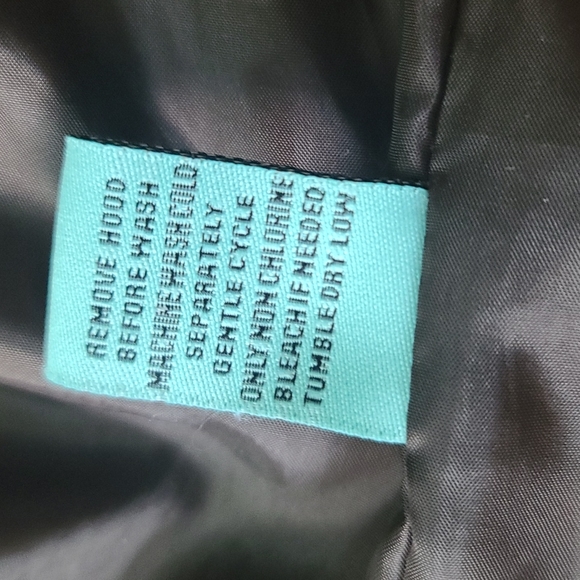 REMOVE HOOD
BEFORE WASH
MACHINE WASH COLD
SEPARATELY
GENTLE CYCLE
ONLY NON CHLORINE
BLEACH IF NEEDED
TUMBLE DRY LOW